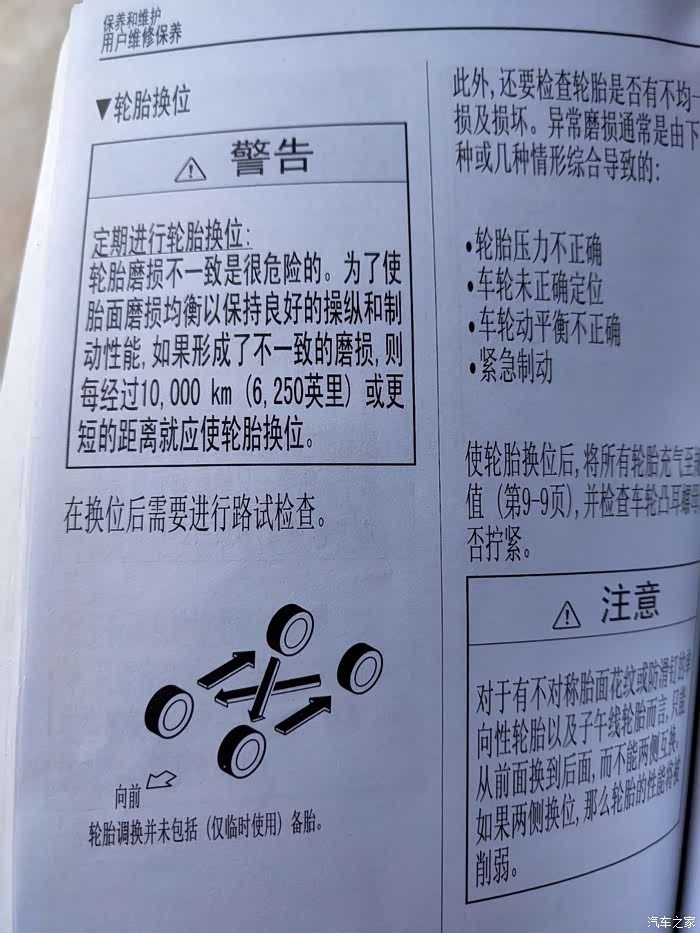 保养和维护
用户维修保养
▼轮胎换位
⚠ 警告
定期进行轮胎换位:
轮胎磨损不一致是很危险的。为了使
胎面磨损均衡以保持良好的操纵和制
动性能,如果形成了不一致的磨损,则
每经过10,000 km (6,250英里) 或更
短的距离就应使轮胎换位。
在换位后需要进行路试检查。
向前
轮胎调换并未包括 (仅临时使用) 备胎。
此外,还要检查轮胎是否有不均一
损及损坏。异常磨损通常是由下
种或几种情形综合导致的:
•轮胎压力不正确
•车轮未正确定位
•车轮动平衡不正确
•紧急制动
使轮胎换位后,将所有轮胎充气至
值 (第9-9页),并检查车轮凸耳螺母
否拧紧。
⚠ 注意
对于有不对称胎面花纹或防滑钉的
向性轮胎以及子午线轮胎而言,只能
从前面换到后面,而不能两侧互换.
如果两侧换位,那么轮胎的性能将被
削弱。
汽车之家